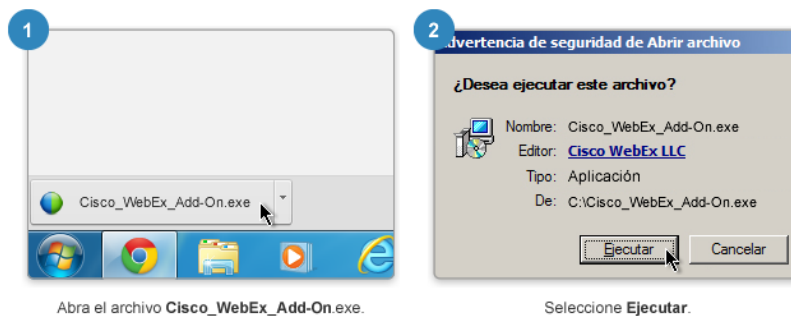 1
Cisco_WebEx_Add-On.exe
Abra el archivo Cisco_WebEx_Add-On.exe.
2
dvertencia de seguridad de Abrir archivo
¿Desea ejecutar este archivo?
Nombre: Cisco_WebEx_Add-On.exe
Editor: Cisco WebEx LLC
Tipo: Aplicación
De: C:\Cisco_WebEx_Add-On.exe
Ejecutar
Cancelar
Seleccione Ejecutar.